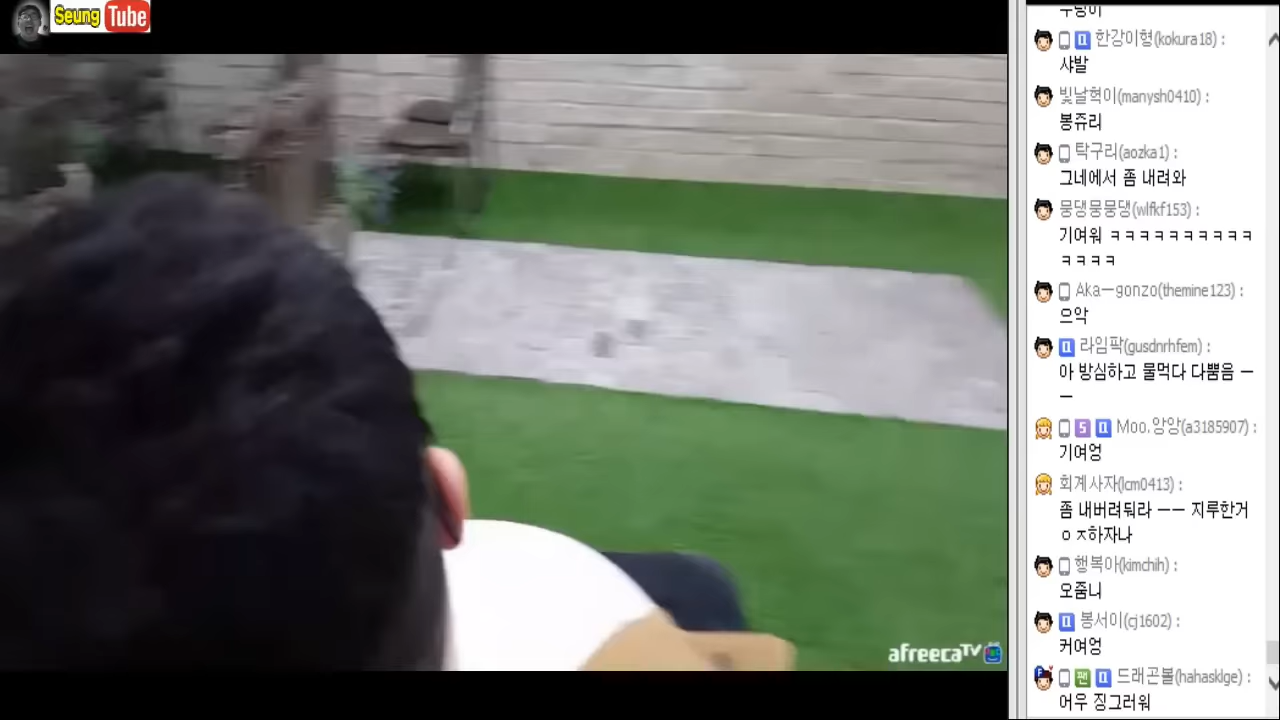 Seung Tube
한강이형(kokura18) :
샤발
빛날혁이(manysh0410) :
봉쥬리
탁구리(aozka1) :
그네에서 좀 내려와
뭉댕뭉뭉댕(wlfkf153) :
기여워 ㅋㅋㅋㅋㅋㅋㅋㅋㅋㅋ
ㅋㅋㅋㅋ
Aka-gonzo(themine123) :
으악
라임팍(gusdnrhfem) :
아 방심하고 물먹다 다뿜음 ㅡ
ㅡ
Moo.앙앙(a3185907) :
기여엉
회계사자(lcm0413) :
좀 내버려둬라 ㅡㅡ 지루한거
ㅇㅈ하자나
행복아(kimchih) :
오줌니
봉서이(cj1602) :
커여엉
드래곤볼(hahasklge) :
어우 징그러워
afreecaTV